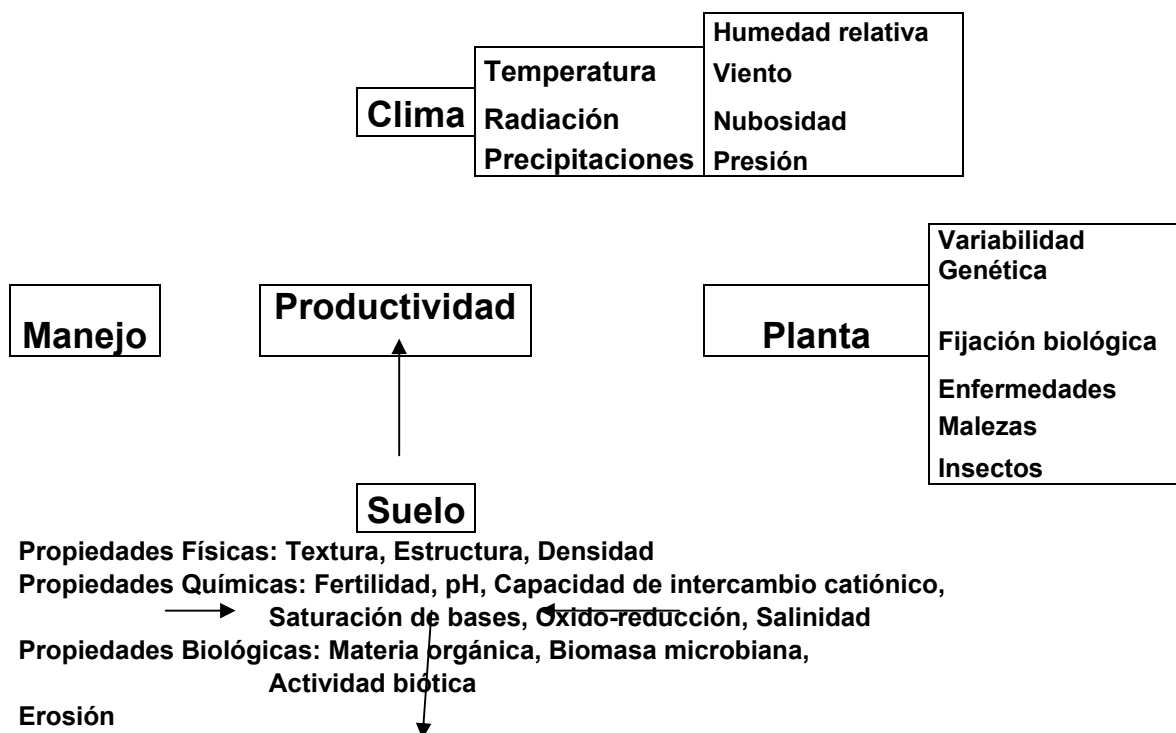 Humedad relativa
Temperatura
Viento
Clima
Radiación
Nubosidad
Precipitaciones
Presión
Variabilidad
Genética
Manejo
Productividad
Planta
Fijación biológica
Enfermedades
Malezas
Insectos
Suelo
Propiedades Físicas: Textura, Estructura, Densidad
Propiedades Químicas: Fertilidad, pH, Capacidad de intercambio catiónico,
Saturación de bases, Oxido-reducción, Salinidad
Propiedades Biológicas: Materia orgánica, Biomasa microbiana,
Actividad biótica
Erosión